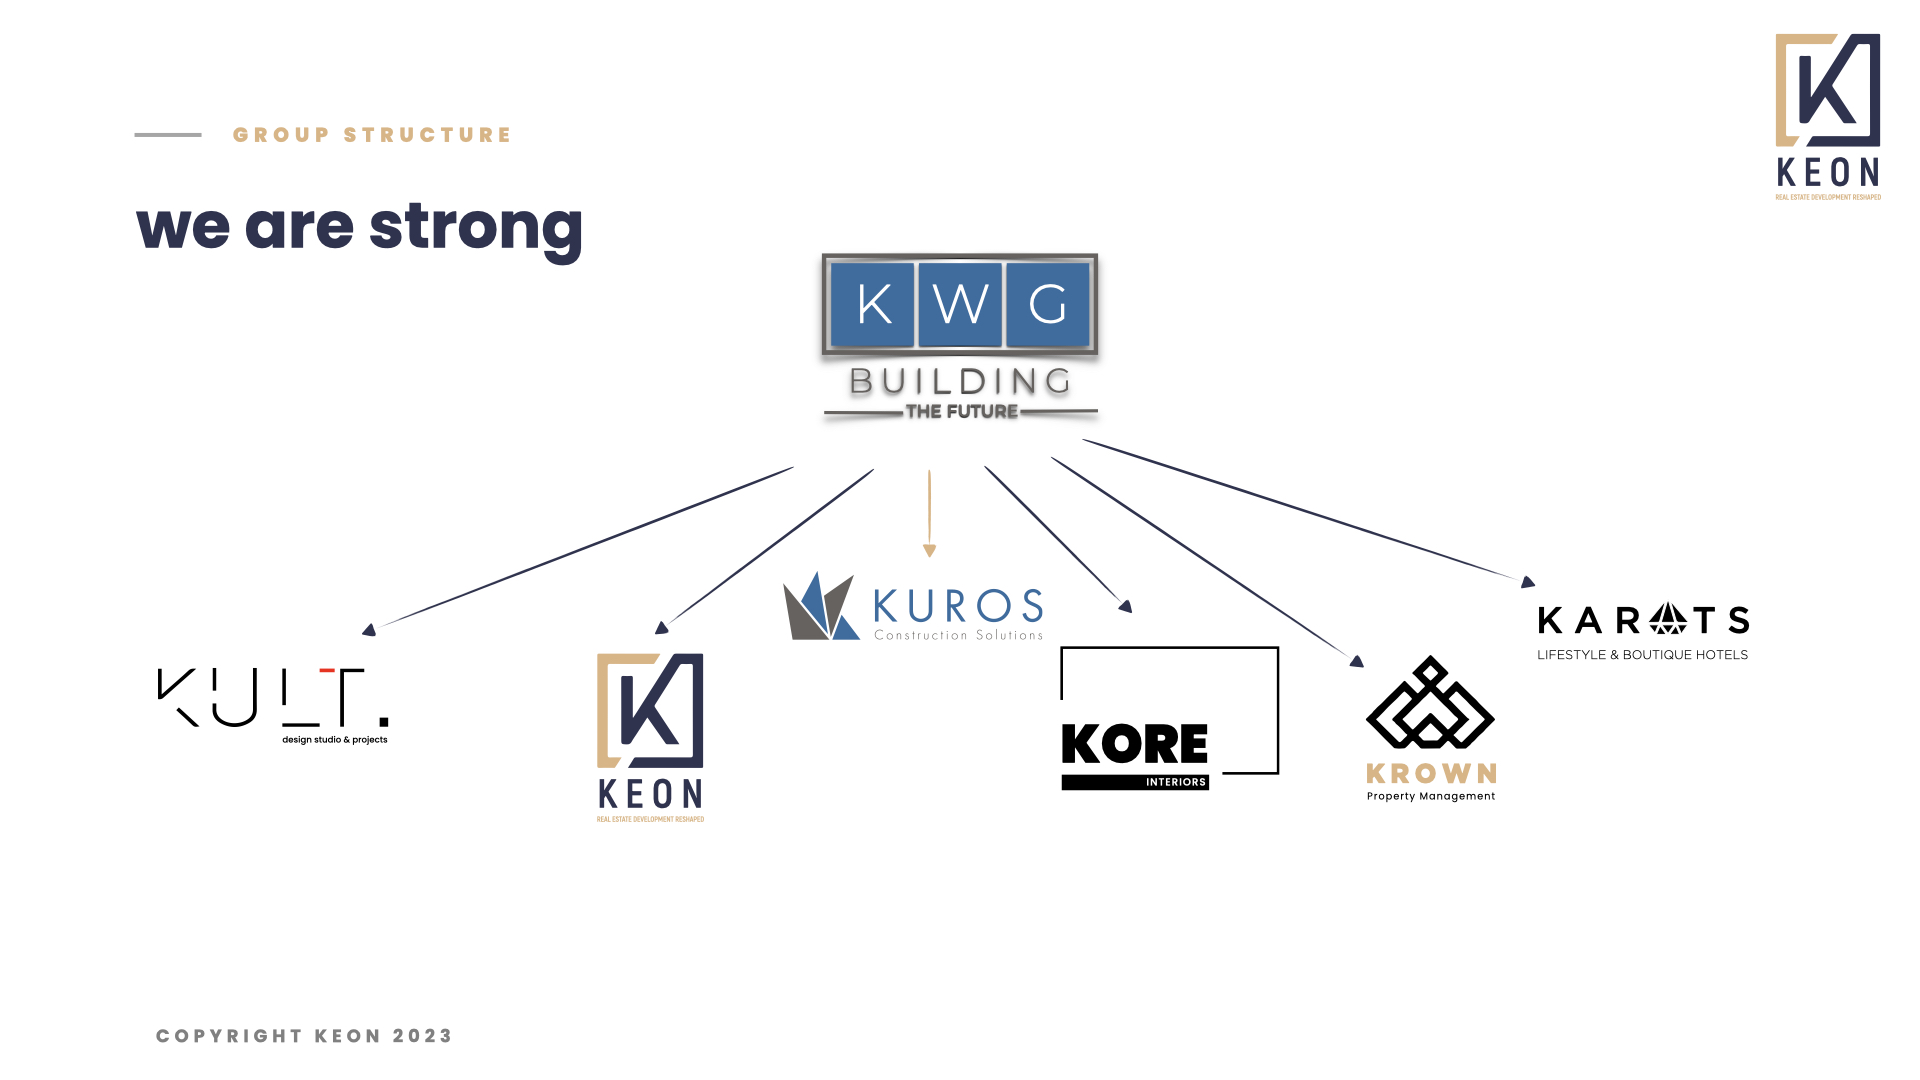 GROUP STRUCTURE
we are strong
K
KEON
REAL ESTATE DEVELOPMENT RESHAPED
K W G
BUILDING
THE FUTURE
KUROS
Construction Solutions
KARATS
LIFESTYLE & BOUTIQUE HOTELS
KULT.
design studio & projects
K
KEON
REAL ESTATE DEVELOPMENT RESHAPED
KORE
INTERIORS
KROWN
Property Management
COPYRIGHT KEON 2023